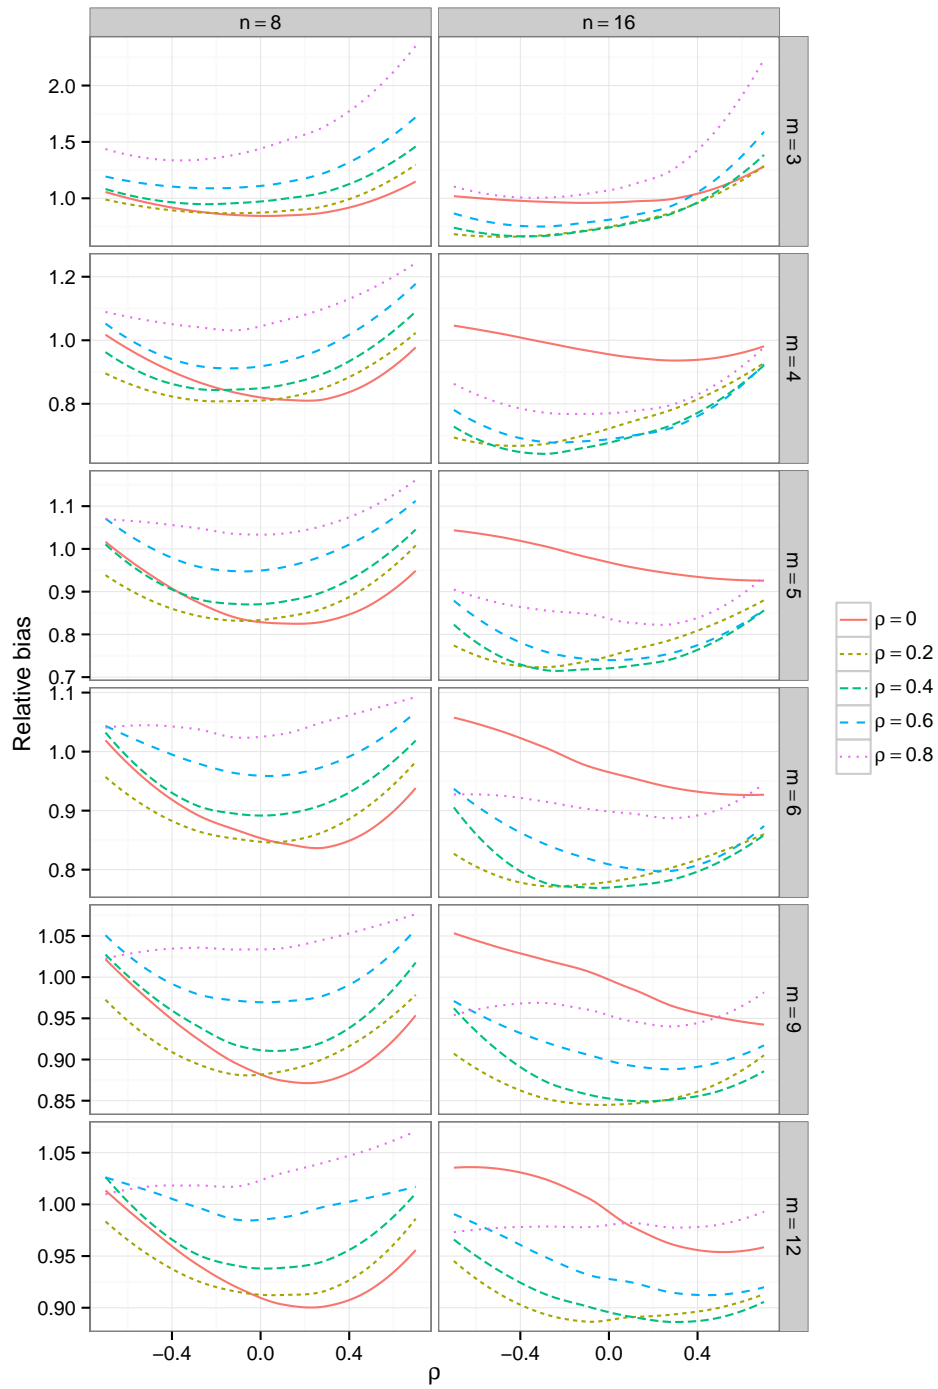 n = 8
n = 16
2.0
1.5
1.0
m = 3
1.2
1.0
0.8
m = 4
1.1
1.0
0.9
0.8
0.7
m = 5
1.1
1.0
0.9
0.8
m = 6
1.05
1.00
0.95
0.90
0.85
m = 9
1.05
1.00
0.95
0.90
m = 12
−0.4
0.0
0.4
−0.4
0.0
0.4
ρ
Relative bias
ρ = 0
ρ = 0.2
ρ = 0.4
ρ = 0.6
ρ = 0.8